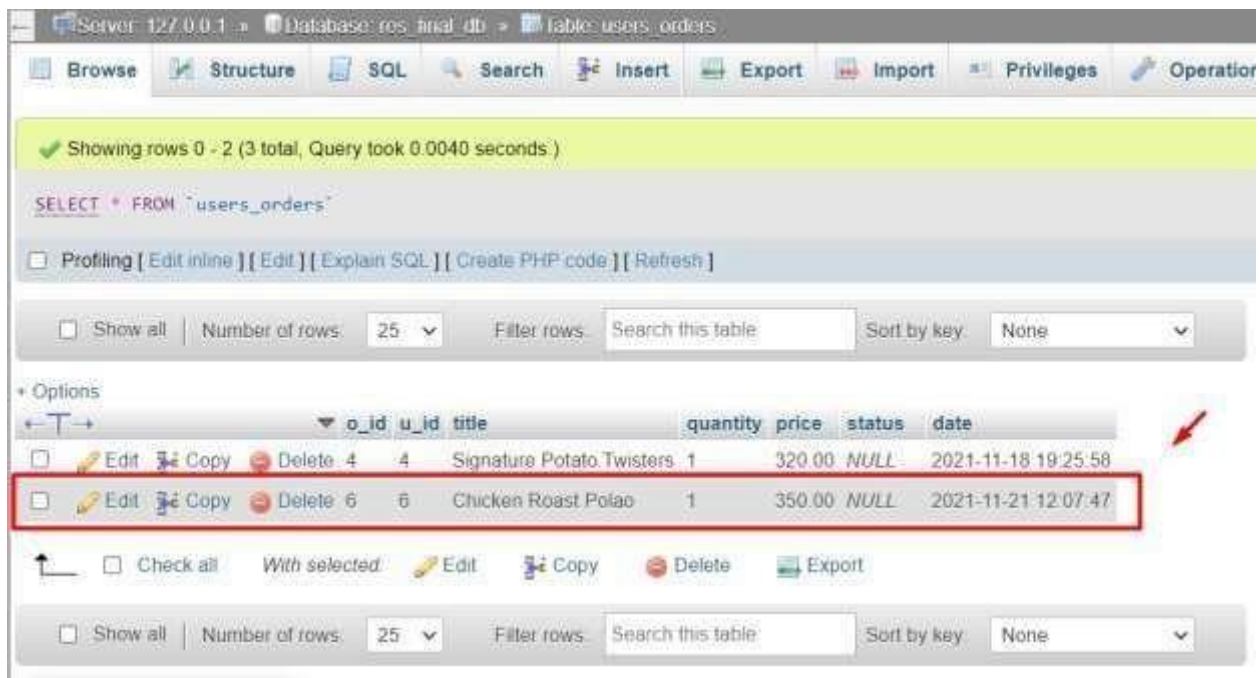 Server: 127.0.0.1 » Database: res_final_db » Table: users_orders
Browse Structure SQL Search Insert Export Import Privileges Operation
Showing rows 0 - 2 (3 total, Query took 0.0040 seconds.)
SELECT * FROM `users_orders`
Profiling [ Edit inline ] [ Edit ] [ Explain SQL ] [ Create PHP code ] [ Refresh ]
Show all | Number of rows: 25 Filter rows: Search this table Sort by key: None
+ Options
←T→ o_id u_id title quantity price status date
Edit Copy Delete 4 4 Signature Potato Twisters 1 320.00 NULL 2021-11-18 19:25:58
Edit Copy Delete 6 6 Chicken Roast Polao 1 350.00 NULL 2021-11-21 12:07:47
Check all With selected: Edit Copy Delete Export
Show all | Number of rows: 25 Filter rows: Search this table Sort by key: None